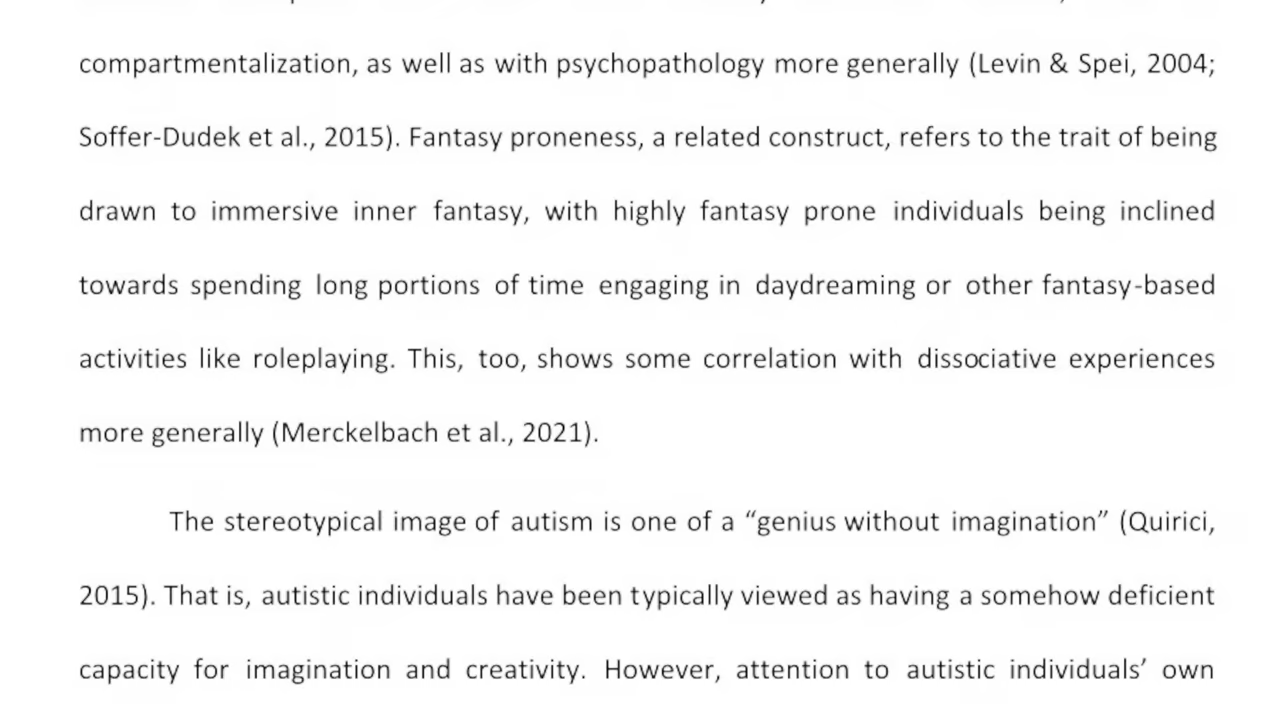 compartmentalization, as well as with psychopathology more generally (Levin & Spei, 2004;
Soffer-Dudek et al., 2015). Fantasy proneness, a related construct, refers to the trait of being
drawn to immersive inner fantasy, with highly fantasy prone individuals being inclined
towards spending long portions of time engaging in daydreaming or other fantasy-based
activities like roleplaying. This, too, shows some correlation with dissociative experiences
more generally (Merckelbach et al., 2021).
The stereotypical image of autism is one of a “genius without imagination” (Quirici,
2015). That is, autistic individuals have been typically viewed as having a somehow deficient
capacity for imagination and creativity. However, attention to autistic individuals’ own